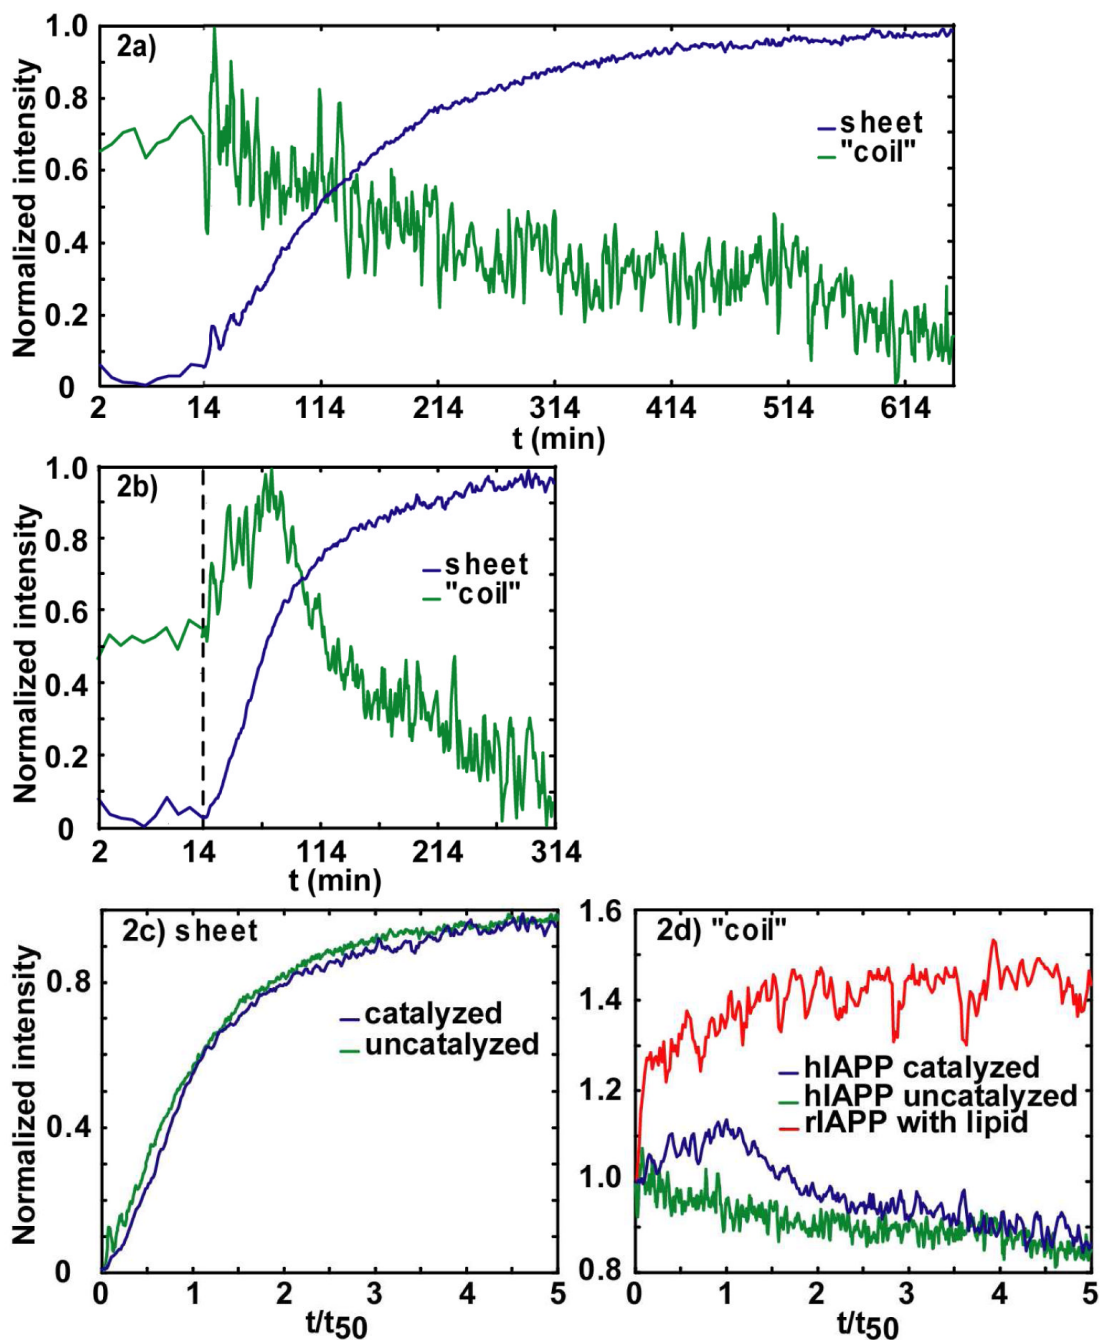 2a)
Normalized intensity
1.0
0.8
0.6
0.4
0.2
0
sheet
"coil"
2 14 114 214 314 414 514 614
t (min)
2b)
Normalized intensity
1.0
0.8
0.6
0.4
0.2
0
sheet
"coil"
2 14 114 214 314
t (min)
2c) sheet
Normalized intensity
0.8
0.4
0
catalyzed
uncatalyzed
0 1 2 3 4 5
t/t50
2d) "coil"
1.6
1.4
1.2
1.0
0.8
hIAPP catalyzed
hIAPP uncatalyzed
rIAPP with lipid
0 1 2 3 4 5
t/t50